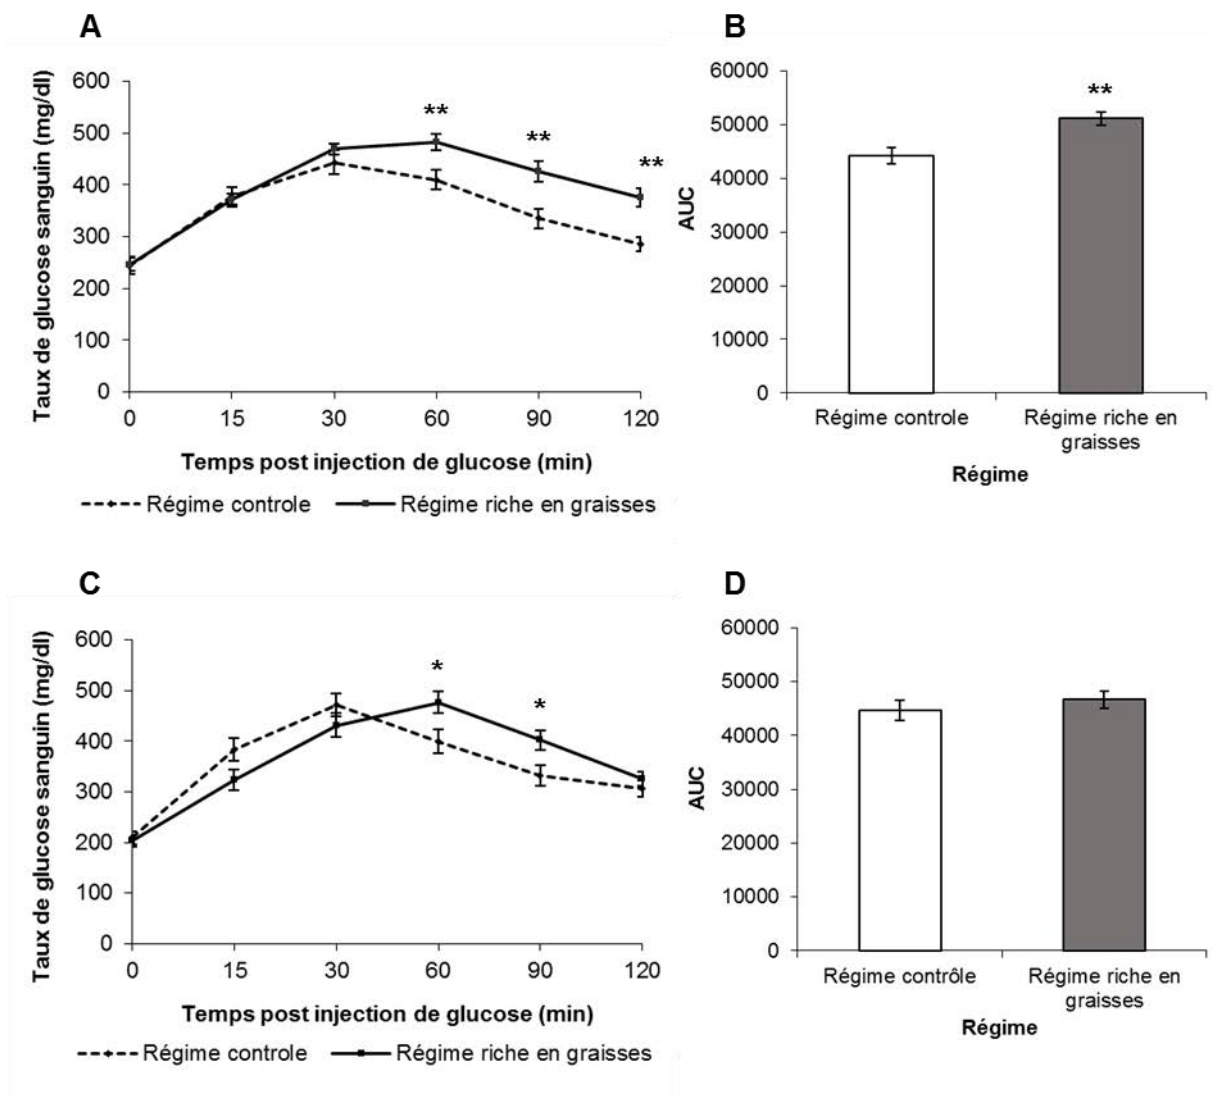 A
Taux de glucose sanguin (mg/dl)
600
500
400
300
200
100
0
**
**
**
0 15 30 60 90 120
Temps post injection de glucose (min)
Régime controle Régime riche en graisses
B
AUC
60000
50000
40000
30000
20000
10000
0
**
Régime controle Régime riche en
graisses
Régime
C
Taux de glucose sanguin (mg/dl)
600
500
400
300
200
100
0
*
*
0 15 30 60 90 120
Temps post injection de glucose (min)
Régime controle Régime riche en graisses
D
AUC
60000
50000
40000
30000
20000
10000
0
Régime contrôle Régime riche en
graisses
Régime